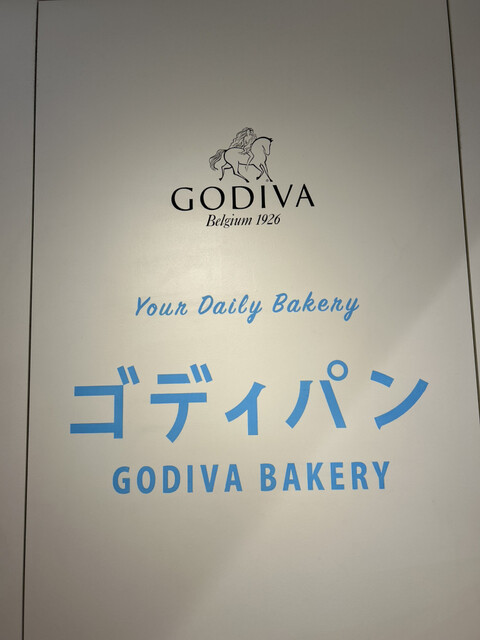 GODIVA
Belgium 1926
Your Daily Bakery
ゴディパン
GODIVA BAKERY